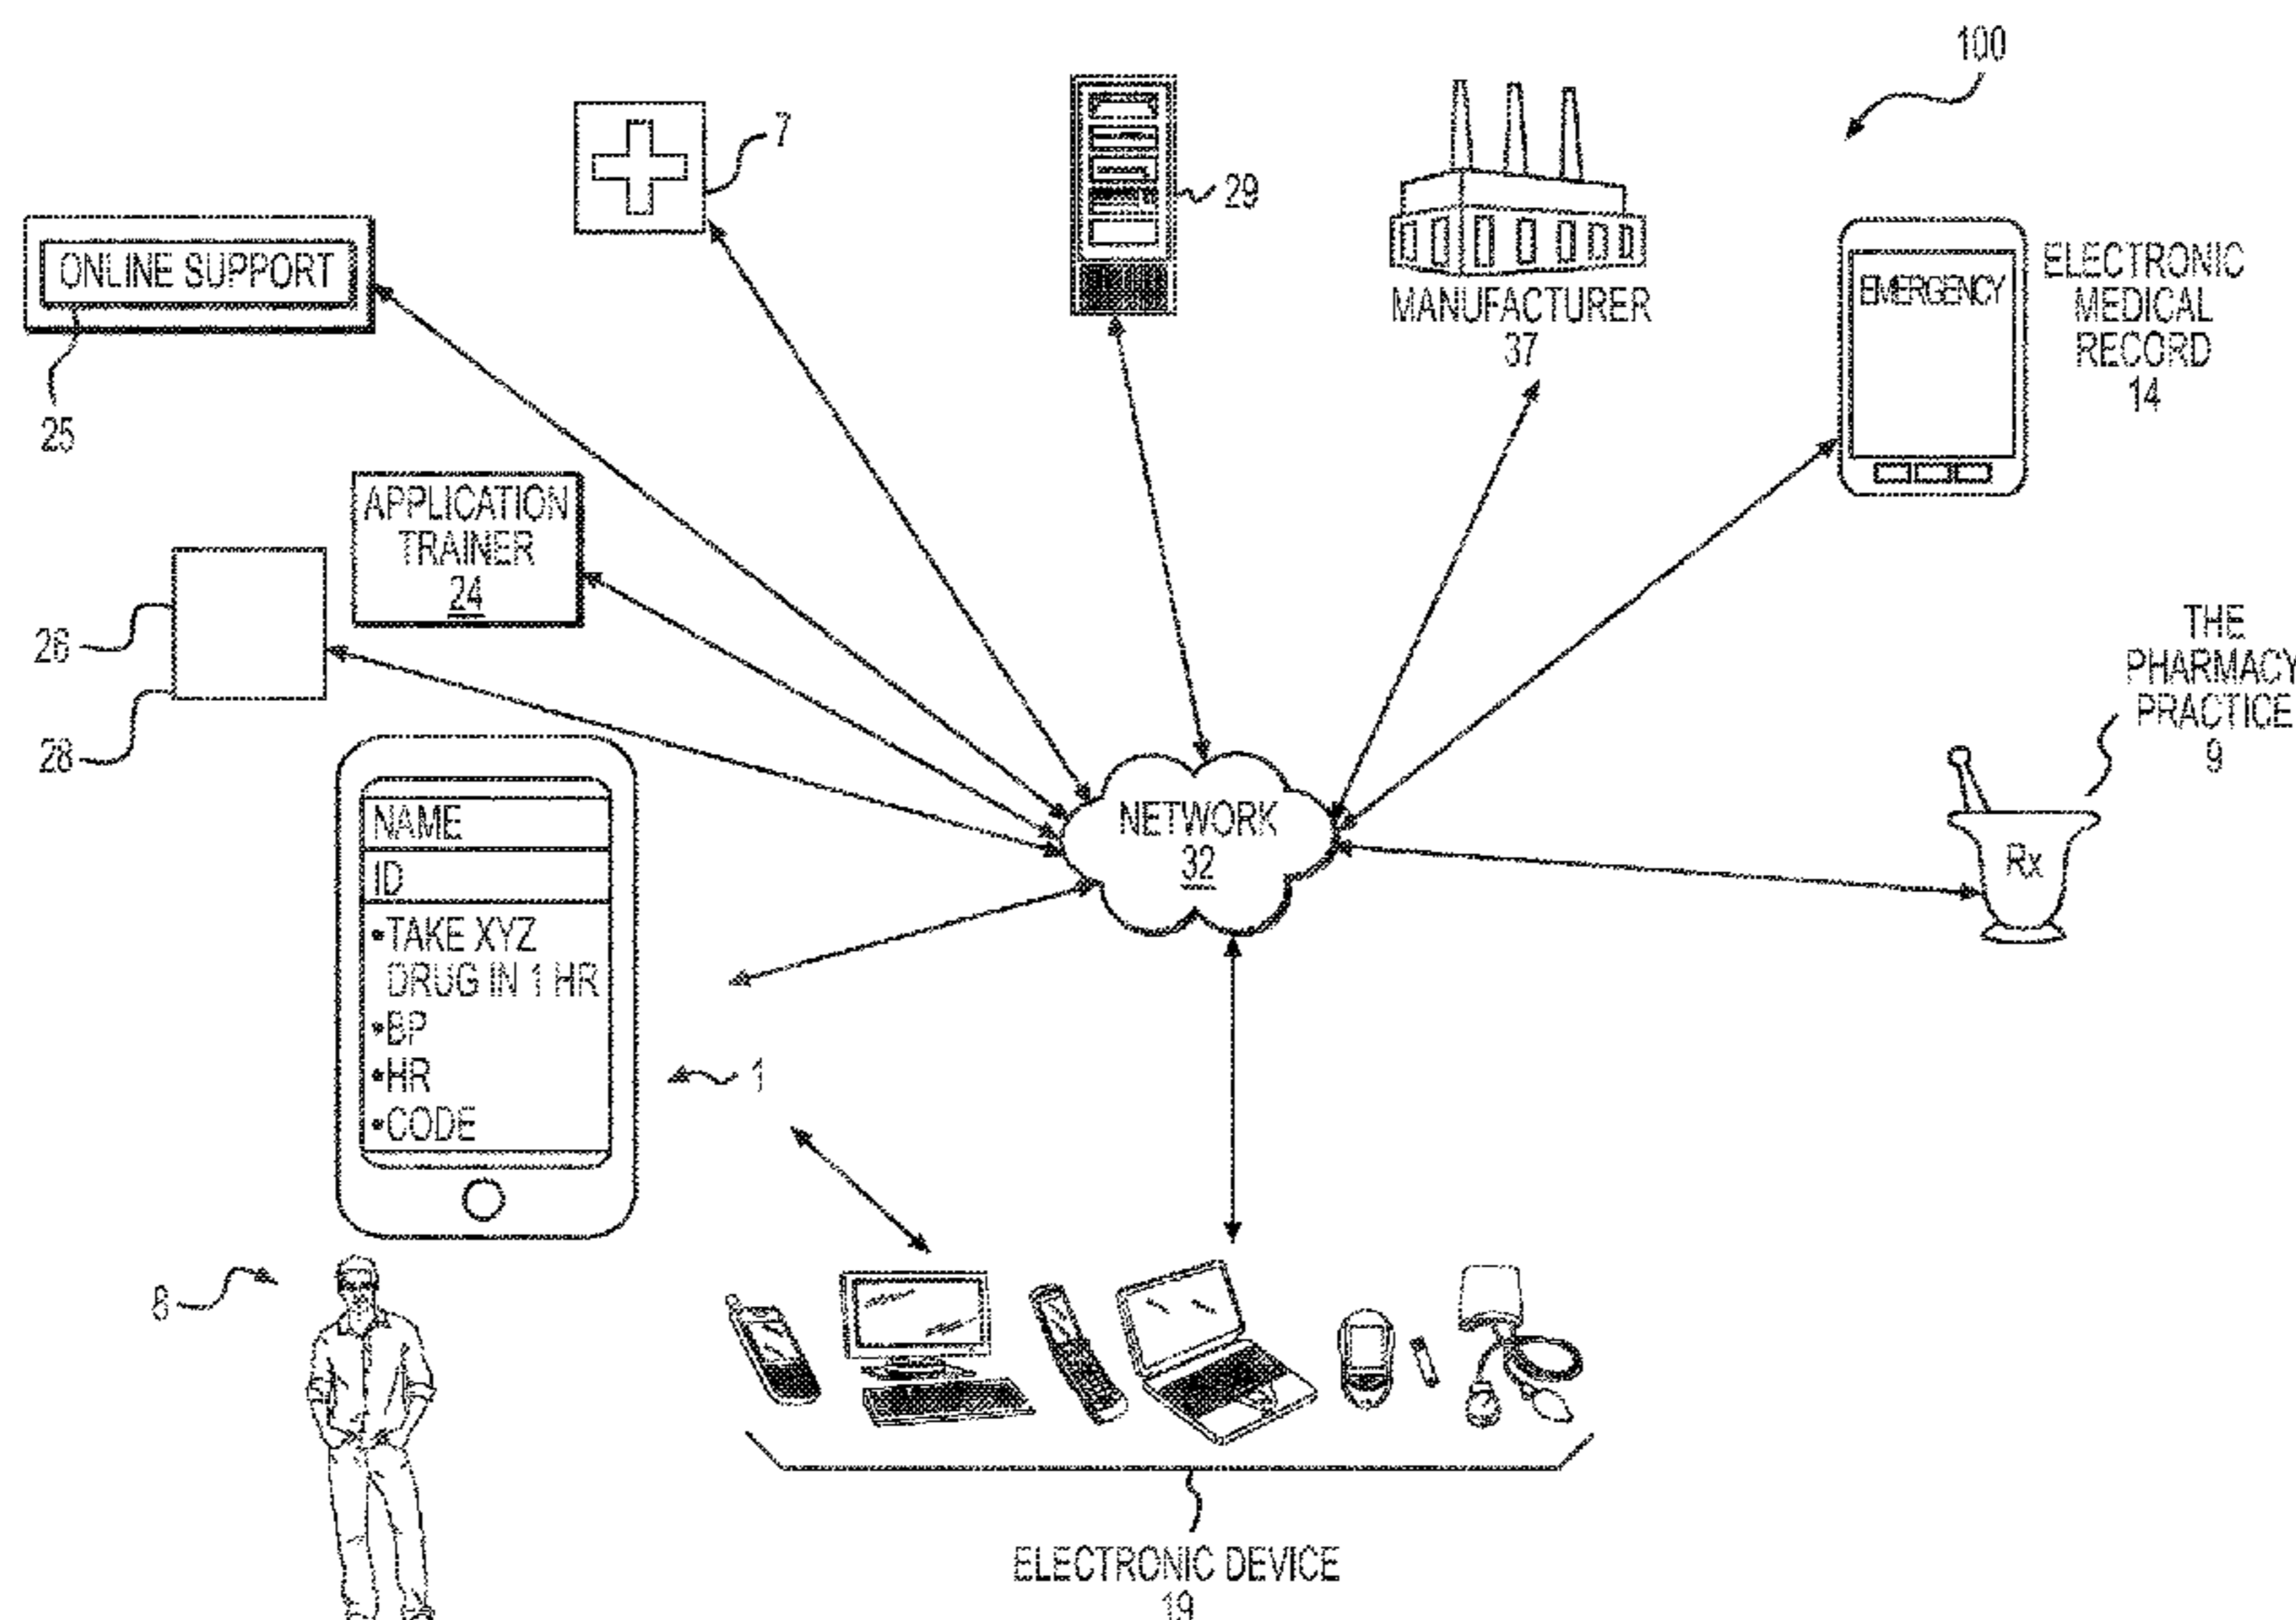 100
7
29
ONLINE SUPPORT
25
MANUFACTURER
37
EMERGENCY
ELECTRONIC
MEDICAL
RECORD
14
APPLICATION
TRAINER
24
26
28
THE
PHARMACY
PRACTICE
9
Rx
NETWORK
32
NAME
ID
•TAKE XYZ
DRUG IN 1 HR
•BP
•HR
•CODE
1
8
ELECTRONIC DEVICE
19